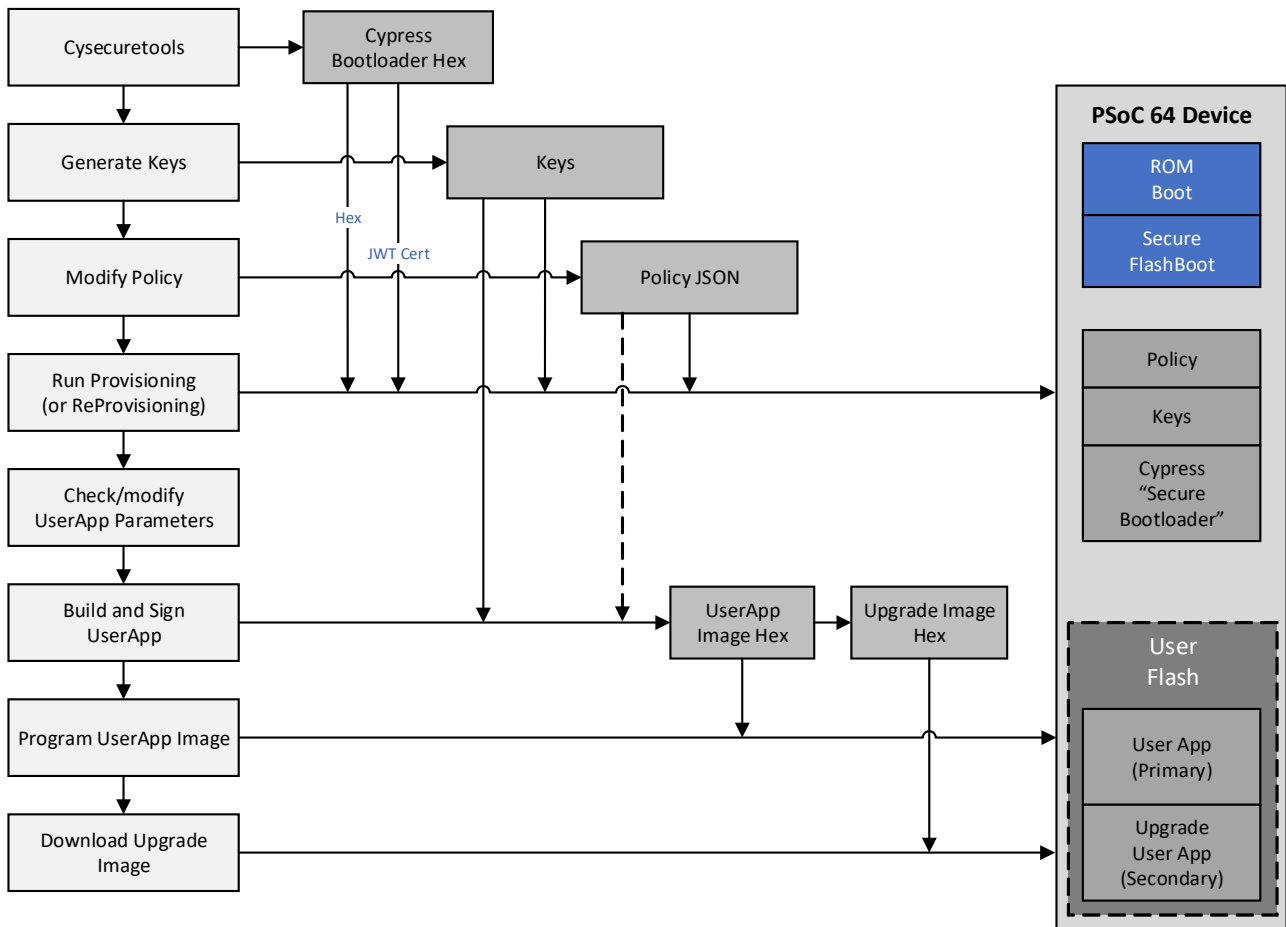 Cysecuretools
Cypress
Bootloader Hex
PSoC 64 Device
Generate Keys
Keys
ROM
Boot
Hex
JWT Cert
Secure
FlashBoot
Modify Policy
Policy JSON
Policy
Run Provisioning
(or ReProvisioning)
Keys
Cypress
“Secure
Bootloader”
Check/modify
UserApp Parameters
Build and Sign
UserApp
UserApp
Image Hex
Upgrade Image
Hex
User
Flash
Program UserApp Image
User App
(Primary)
Download Upgrade
Image
Upgrade
User App
(Secondary)